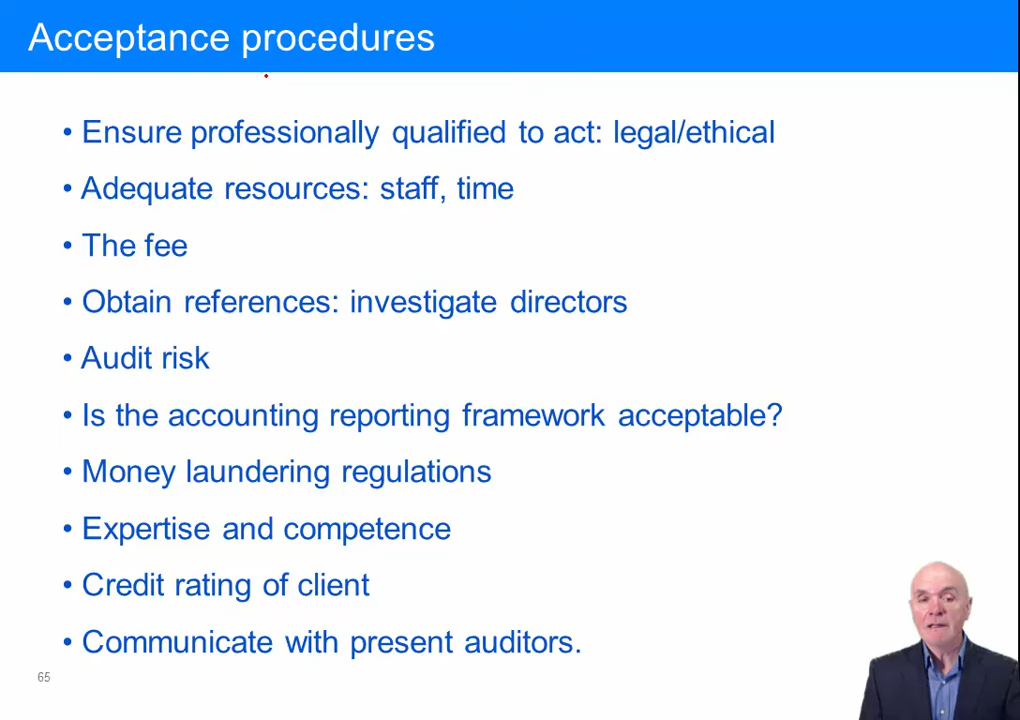 Acceptance procedures
• Ensure professionally qualified to act: legal/ethical
• Adequate resources: staff, time
• The fee
• Obtain references: investigate directors
• Audit risk
• Is the accounting reporting framework acceptable?
• Money laundering regulations
• Expertise and competence
• Credit rating of client
• Communicate with present auditors.
65